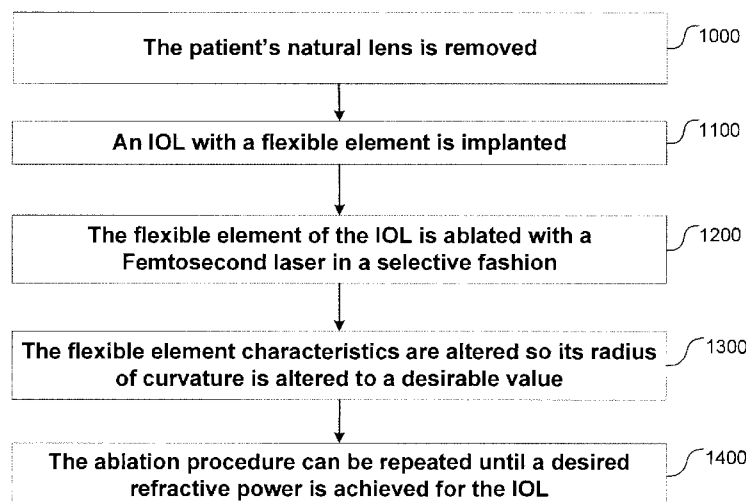 The patient's natural lens is removed
1000
An IOL with a flexible element is implanted
1100
The flexible element of the IOL is ablated with a
Femtosecond laser in a selective fashion
1200
The flexible element characteristics are altered so its radius
of curvature is altered to a desirable value
1300
The ablation procedure can be repeated until a desired
refractive power is achieved for the IOL
1400